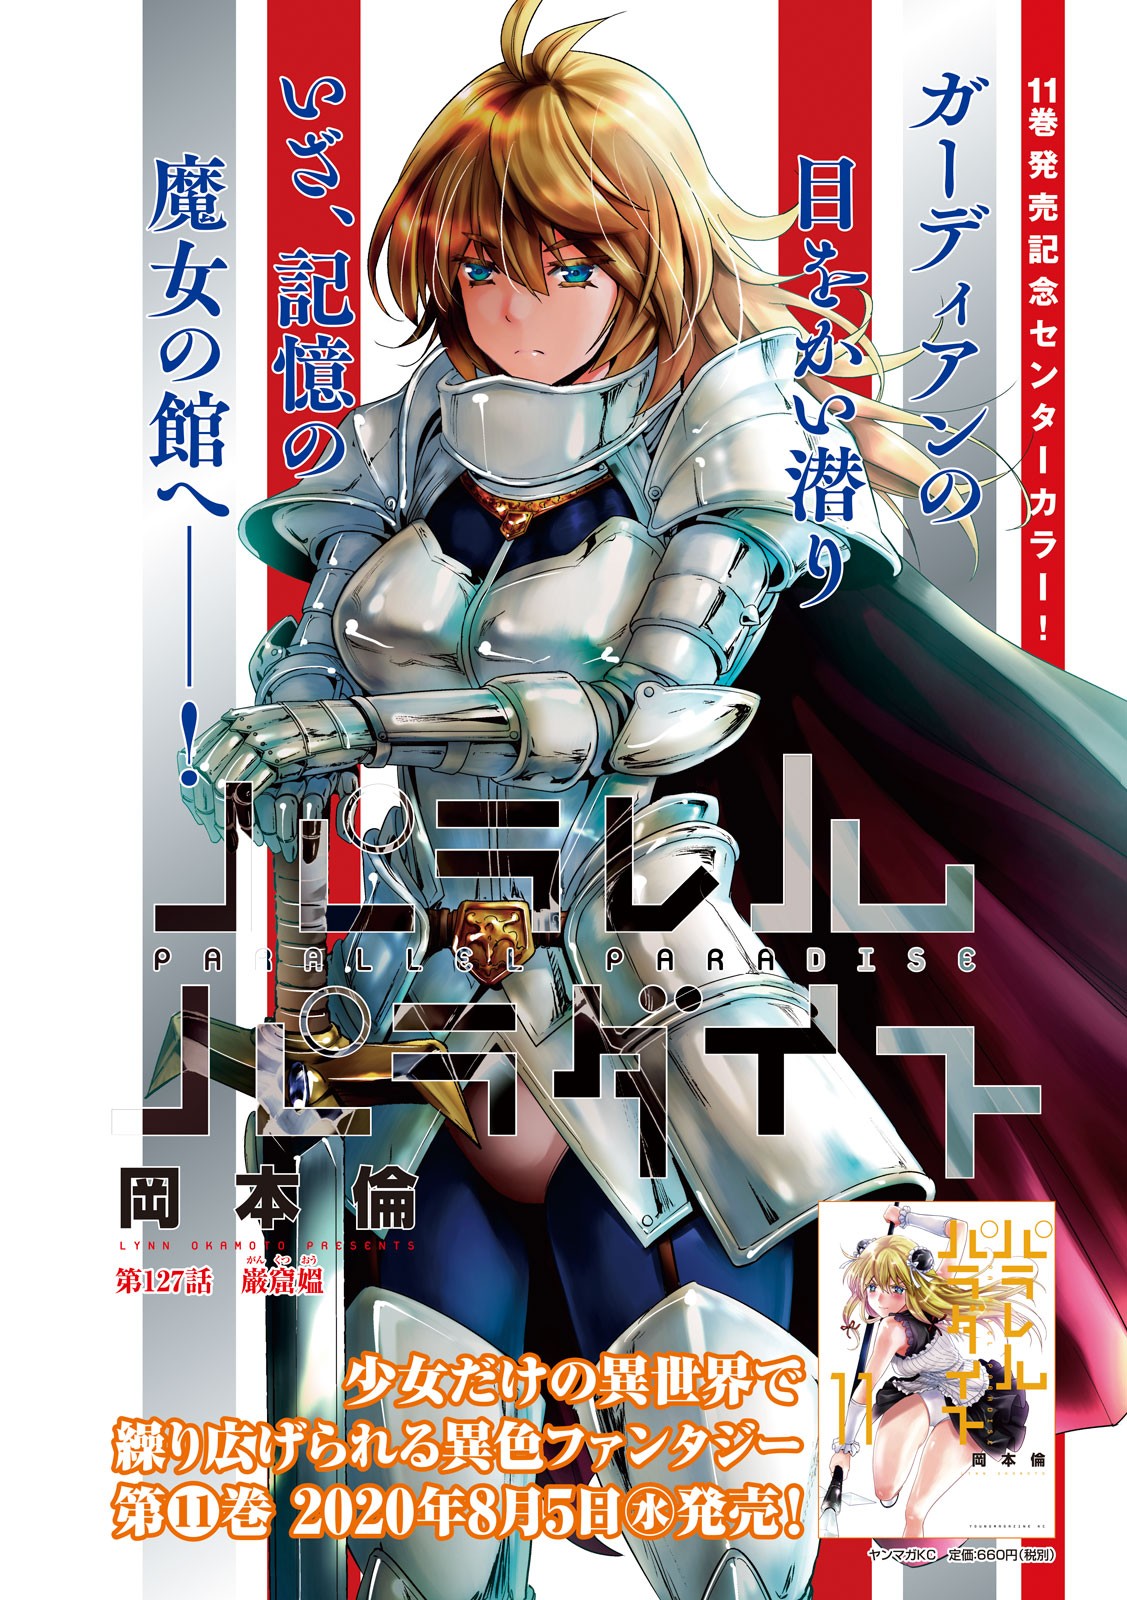 11巻発売記念センターカラー！
ガーディアンの
目をかい潜り
いざ、記憶の
魔女の館へ――！
パラレル
PARALLEL PARADISE
パラダイス
岡本倫
LYNN OKAMOTO PRESENTS
がんくつおう
第127話 巌窟媼
少女だけの異世界で
繰り広げられる異色ファンタジー
第⓫巻 2020年8月5日㊌発売！
パラレル
パラダイス
11
岡本倫
LYNN OKAMOTO
YOUNGMAGAZINE KC
ヤンマガKC 定価:660円（税別）